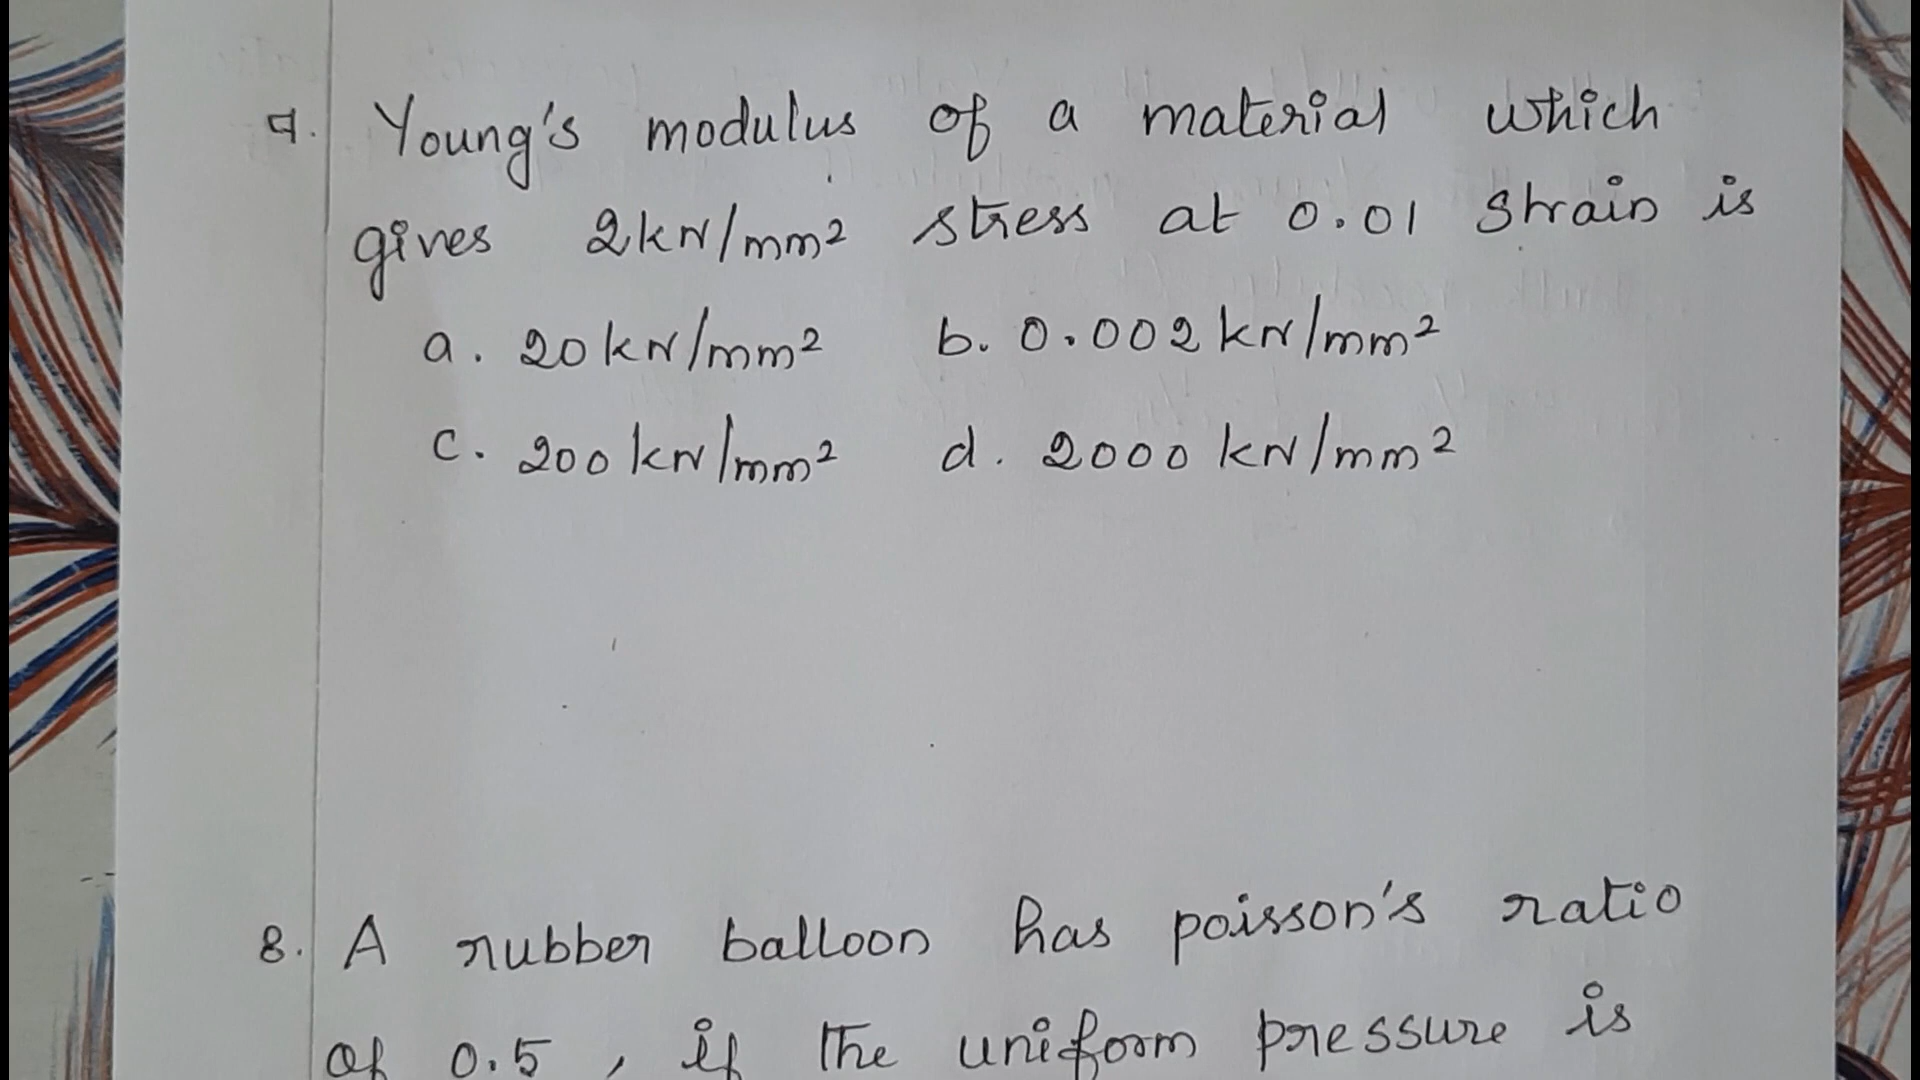 7. Young's modulus of a material which
gives 2kN/mm² stress at 0.01 strain is
a. 20kN/mm² b. 0.002kN/mm²
c. 200kN/mm² d. 2000kN/mm²
8. A rubber balloon has poisson's ratio
of 0.5, if the uniform pressure is